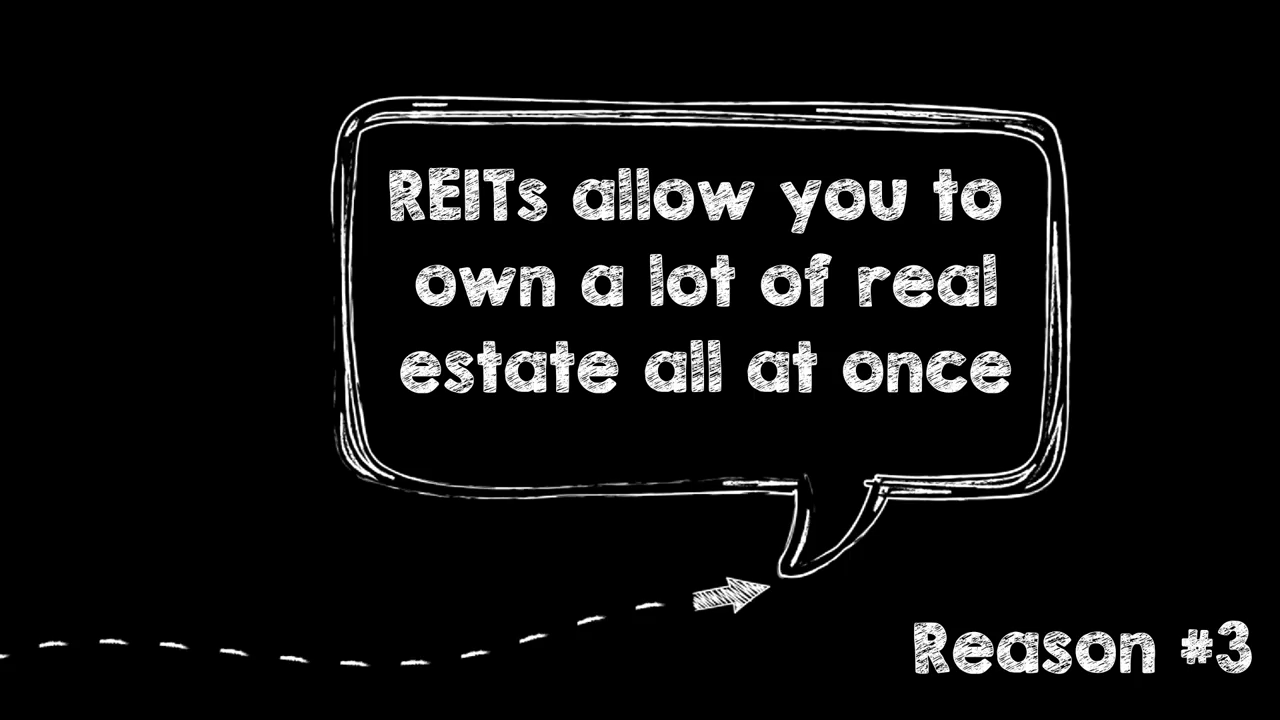 REITs allow you to
own a lot of real
estate all at once
Reason #3